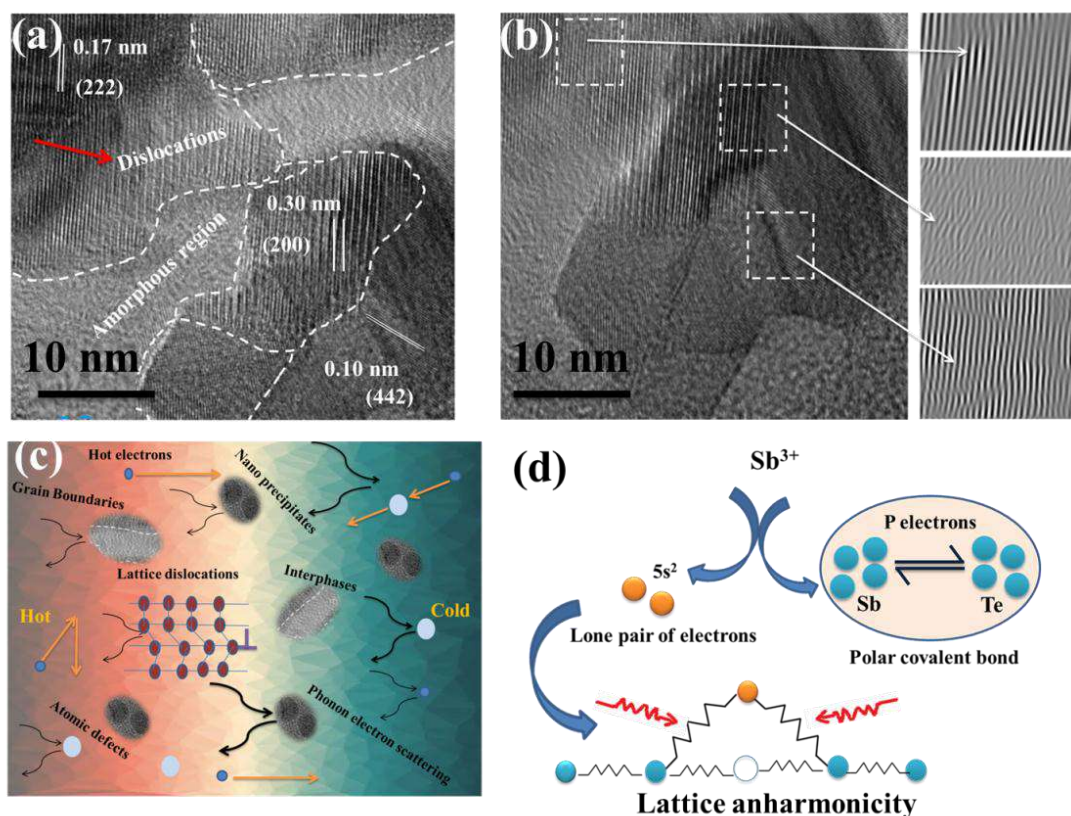 (a)
0.17 nm
(222)
Dislocations
0.30 nm
(200)
Amorphous region
10 nm
0.10 nm
(442)
(b)
10 nm
(c)
Hot electrons
Grain Boundaries
Nano precipitates
Lattice dislocations
Interphases
Hot
Cold
Atomic defects
Phonon electron scattering
(d)
Sb³⁺
P electrons
5s²
Sb
Te
Lone pair of electrons
Polar covalent bond
Lattice anharmonicity